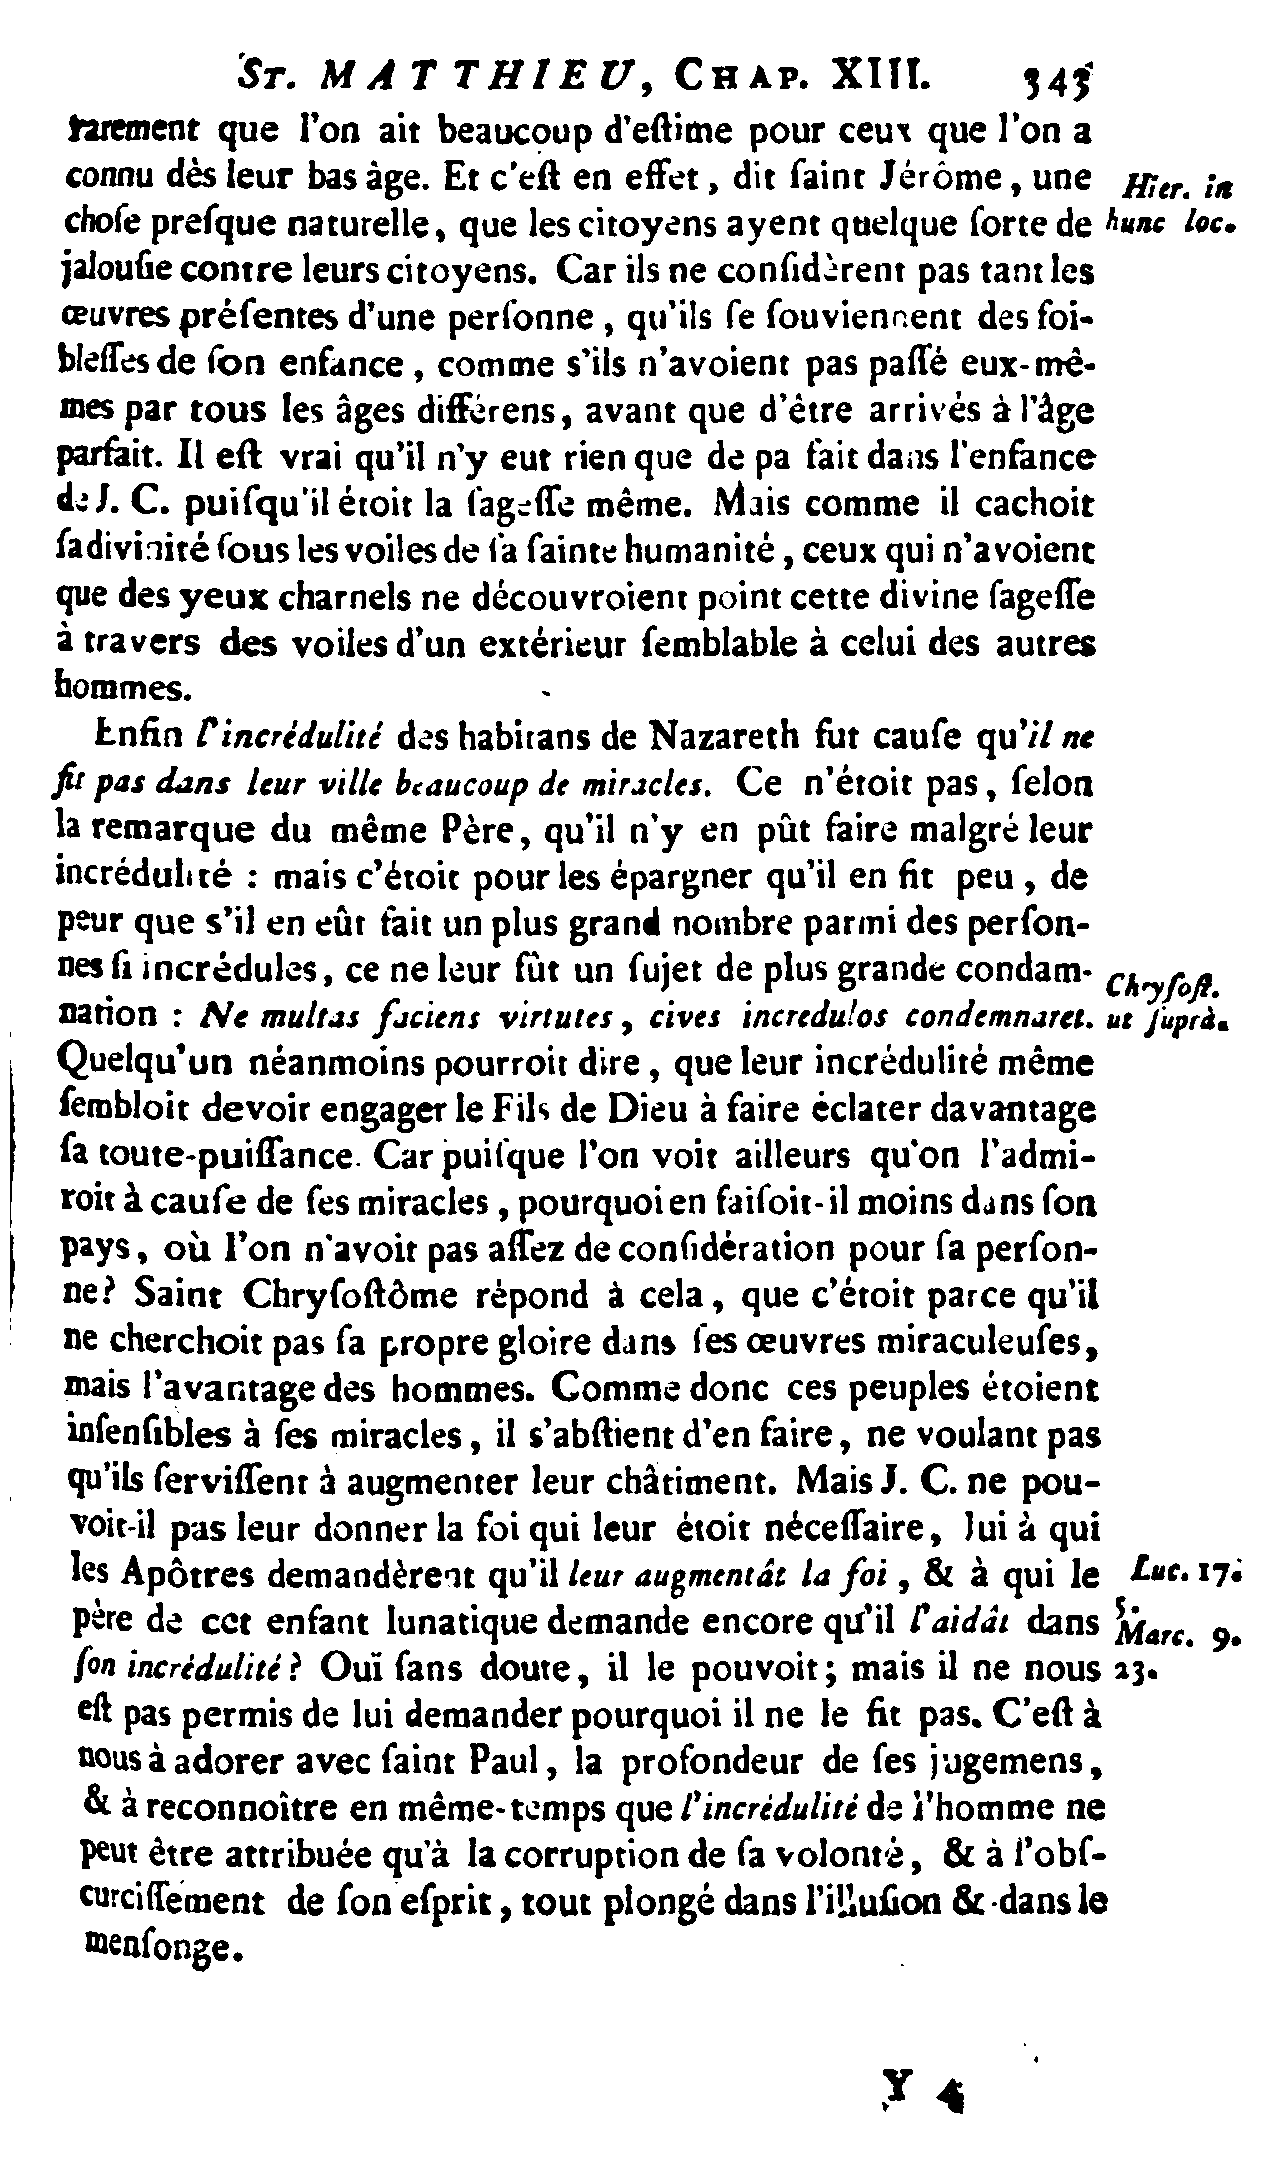 ST. MATTHIEU, CHAP. XIII. 345
rarement que l'on ait beaucoup d'eſtime pour ceux que l'on a
connu dès leur bas âge. Et c'eſt en effet, dit ſaint Jérôme, une
Hier. in
choſe preſque naturelle, que les citoyens ayent quelque ſorte de
hunc loc.
jalouſie contre leurs citoyens. Car ils ne conſidèrent pas tant les
œuvres préſentes d'une perſonne, qu'ils ſe ſouviennent des foi-
bleſſes de ſon enfance, comme s'ils n'avoient pas paſſé eux-mê-
mes par tous les âges différens, avant que d'être arrivés à l'âge
parfait. Il eſt vrai qu'il n'y eut rien que de pa fait dans l'enfance
de J. C. puiſqu'il étoit la ſageſſe même. Mais comme il cachoit
ſa divinité ſous les voiles de ſa ſainte humanité, ceux qui n'avoient
que des yeux charnels ne découvroient point cette divine ſageſſe
à travers des voiles d'un extérieur ſemblable à celui des autres
hommes.
Enfin l'incrédulité des habitans de Nazareth fut cauſe qu'il ne
fit pas dans leur ville beaucoup de miracles. Ce n'étoit pas, ſelon
la remarque du même Père, qu'il n'y en pût faire malgré leur
incrédulité : mais c'étoit pour les épargner qu'il en fit peu, de
peur que s'il en eût fait un plus grand nombre parmi des perſon-
nes ſi incrédules, ce ne leur fût un ſujet de plus grande condam-
Chryſoſt.
nation : Ne multas faciens virtutes, cives incredulos condemnaret.
ut ſuprà.
Quelqu'un néanmoins pourroit dire, que leur incrédulité même
ſembloit devoir engager le Fils de Dieu à faire éclater davantage
ſa toute-puiſſance. Car puiſque l'on voit ailleurs qu'on l'admi-
roit à cauſe de ſes miracles, pourquoi en faiſoit-il moins dans ſon
pays, où l'on n'avoit pas aſſez de conſidération pour ſa perſon-
ne? Saint Chryſoſtôme répond à cela, que c'étoit parce qu'il
ne cherchoit pas ſa propre gloire dans ſes œuvres miraculeuſes,
mais l'avantage des hommes. Comme donc ces peuples étoient
inſenſibles à ſes miracles, il s'abſtient d'en faire, ne voulant pas
qu'ils ſerviſſent à augmenter leur châtiment. Mais J. C. ne pou-
voit-il pas leur donner la foi qui leur étoit néceſſaire, lui à qui
les Apôtres demandèrent qu'il leur augmentât la foi, & à qui le
Luc. 17.
5.
père de cet enfant lunatique demande encore qu'il l'aidât dans
Marc. 9.
ſon incrédulité? Ouï ſans doute, il le pouvoit; mais il ne nous
23.
eſt pas permis de lui demander pourquoi il ne le fit pas. C'eſt à
nous à adorer avec ſaint Paul, la profondeur de ſes jugemens,
& à reconnoître en même-temps que l'incrédulité de l'homme ne
peut être attribuée qu'à la corruption de ſa volonté, & à l'obſ-
curciſſement de ſon eſprit, tout plongé dans l'illuſion & dans le
menſonge.
Y 4